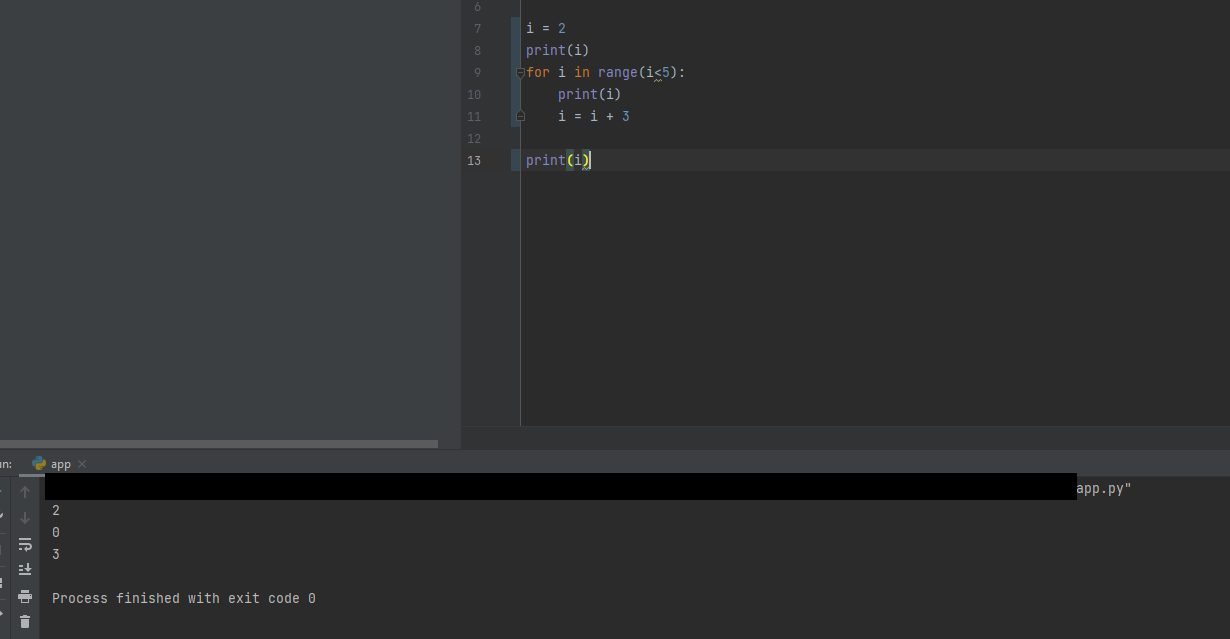 6
7 i = 2
8 print(i)
9 for i in range(i<5):
10     print(i)
11     i = i + 3
12
13 print(i)
un: app
app.py"
2
0
3
Process finished with exit code 0